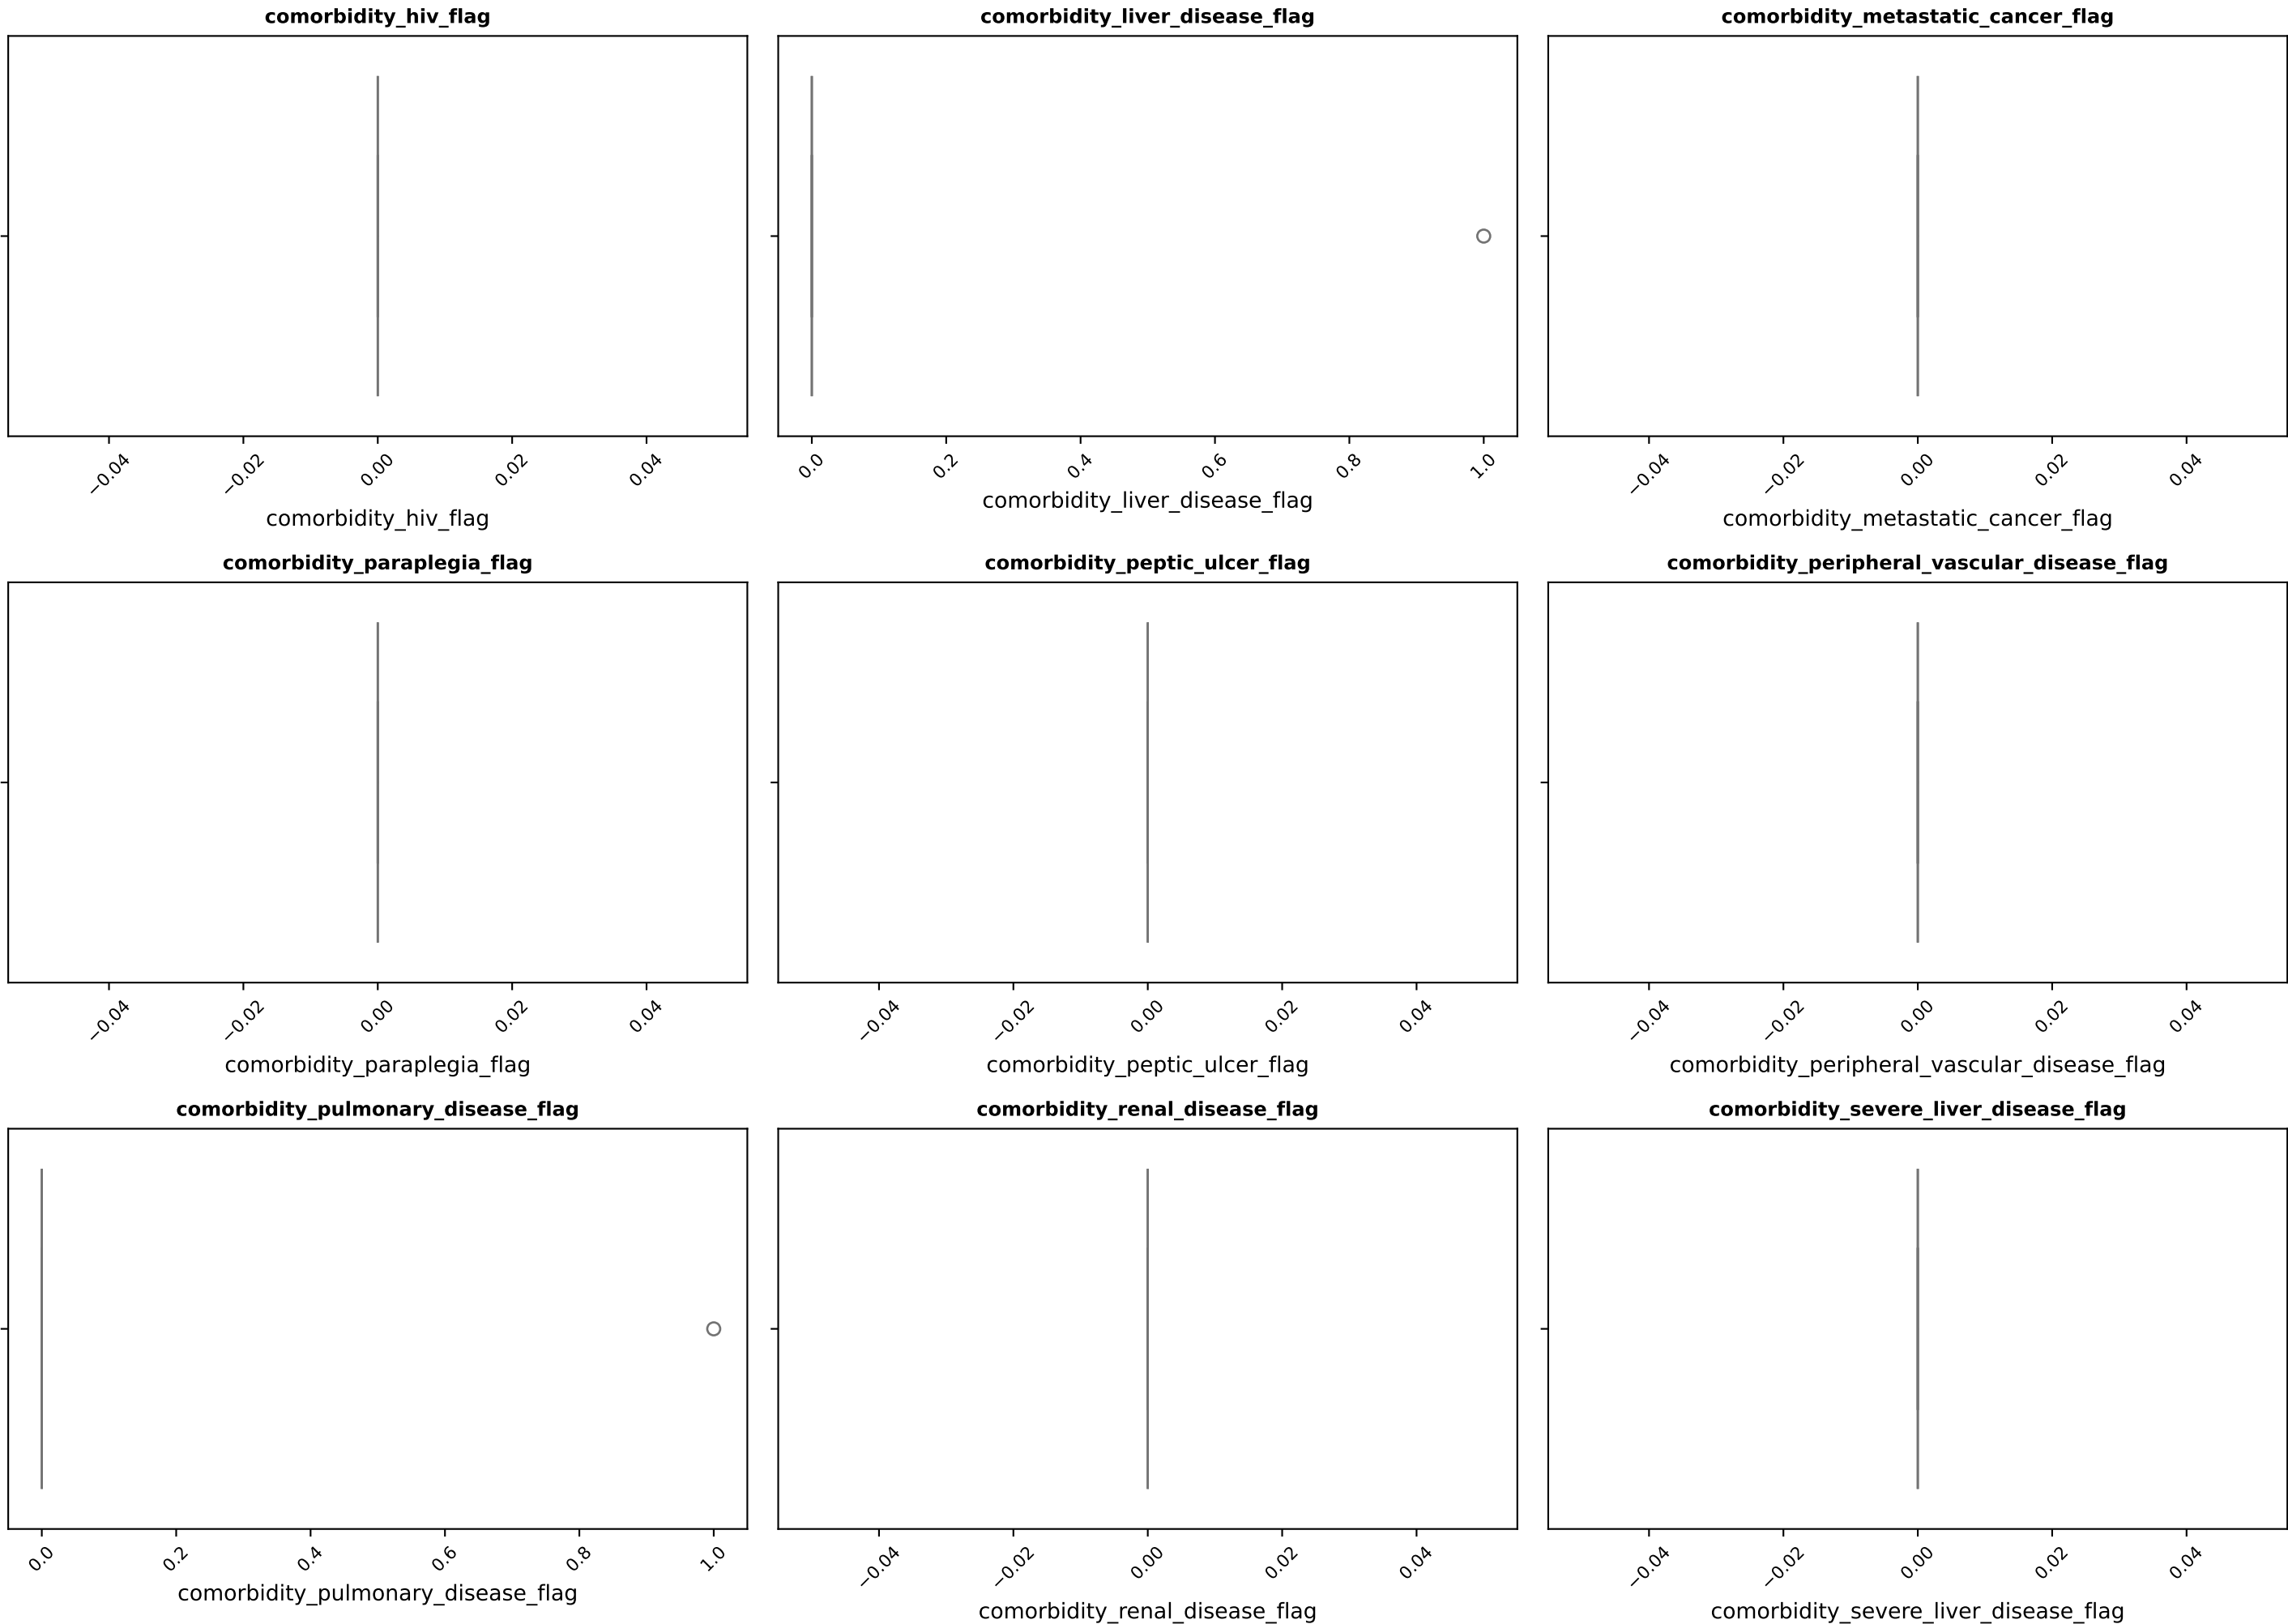 comorbidity_hiv_flag
comorbidity_liver_disease_flag
comorbidity_metastatic_cancer_flag
−0.04 −0.02 0.00 0.02 0.04
0.0 0.2 0.4 0.6 0.8 1.0
−0.04 −0.02 0.00 0.02 0.04
comorbidity_hiv_flag
comorbidity_liver_disease_flag
comorbidity_metastatic_cancer_flag
comorbidity_paraplegia_flag
comorbidity_peptic_ulcer_flag
comorbidity_peripheral_vascular_disease_flag
−0.04 −0.02 0.00 0.02 0.04
−0.04 −0.02 0.00 0.02 0.04
−0.04 −0.02 0.00 0.02 0.04
comorbidity_paraplegia_flag
comorbidity_peptic_ulcer_flag
comorbidity_peripheral_vascular_disease_flag
comorbidity_pulmonary_disease_flag
comorbidity_renal_disease_flag
comorbidity_severe_liver_disease_flag
0.0 0.2 0.4 0.6 0.8 1.0
−0.04 −0.02 0.00 0.02 0.04
−0.04 −0.02 0.00 0.02 0.04
comorbidity_pulmonary_disease_flag
comorbidity_renal_disease_flag
comorbidity_severe_liver_disease_flag